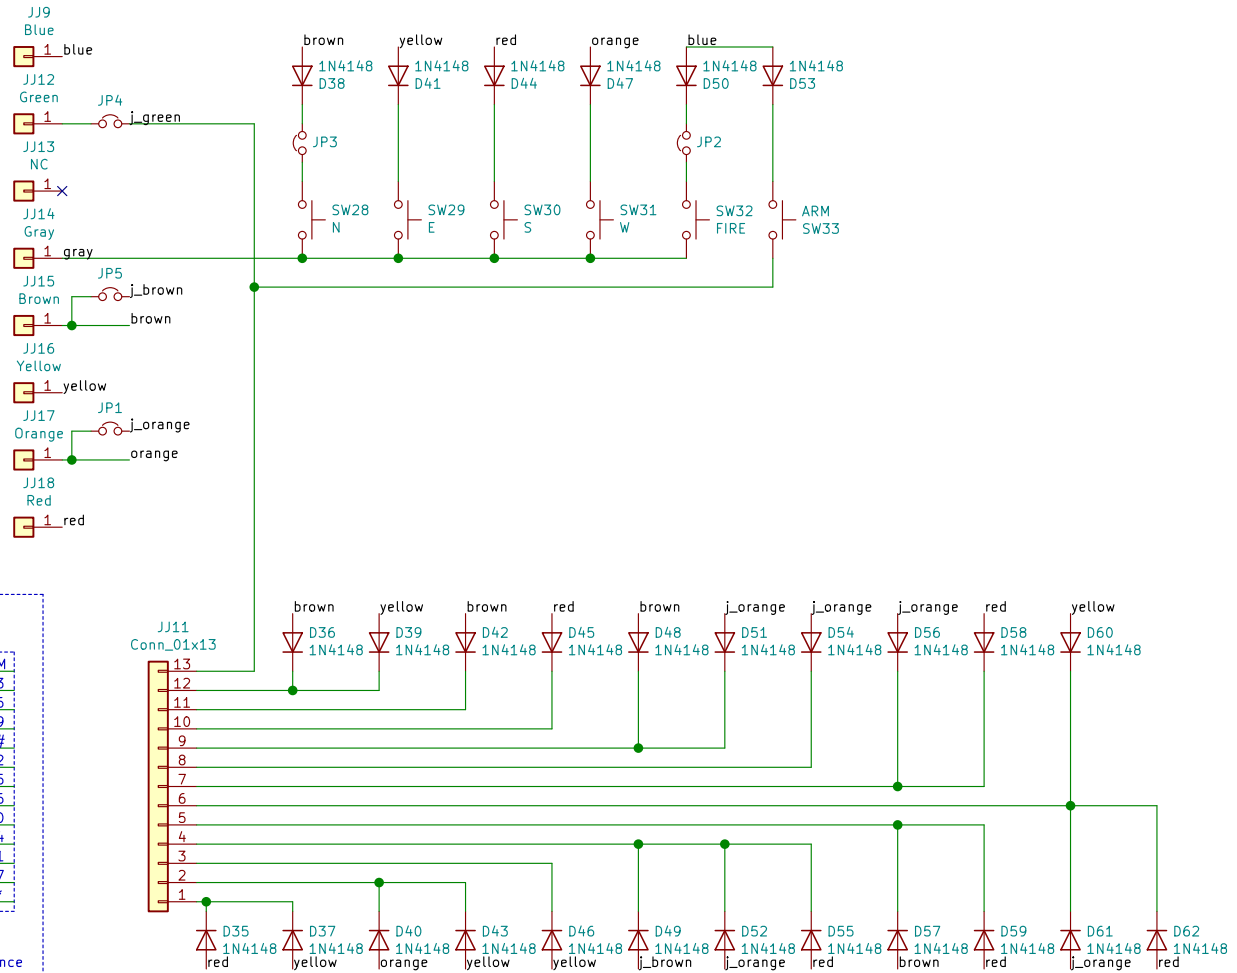 JJ9
Blue
1 blue
JJ12
Green
1
JP4
j_green
JJ13
NC
1
JJ14
Gray
1 gray
JJ15
Brown
1
JP5
j_brown
brown
JJ16
Yellow
1 yellow
JJ17
Orange
1
JP1
j_orange
orange
JJ18
Red
1 red
brown yellow red orange blue
1N4148 1N4148 1N4148 1N4148 1N4148 1N4148
D38 D41 D44 D47 D50 D53
JP3 JP2
SW28 SW29 SW30 SW31 SW32 ARM
N E S W FIRE SW33
JJ11
Conn_01x13
13
12
11
10
9
8
7
6
5
4
3
2
1
brown yellow brown red brown j_orange j_orange j_orange red yellow
D36 D39 D42 D45 D48 D51 D54 D56 D58 D60
1N4148 1N4148 1N4148 1N4148 1N4148 1N4148 1N4148 1N4148 1N4148 1N4148
D35 D37 D40 D43 D46 D49 D52 D55 D57 D59 D61 D62
1N4148 1N4148 1N4148 1N4148 1N4148 1N4148 1N4148 1N4148 1N4148 1N4148 1N4148 1N4148
red yellow orange yellow yellow j_brown j_orange red brown red j_orange red
M
#
nce